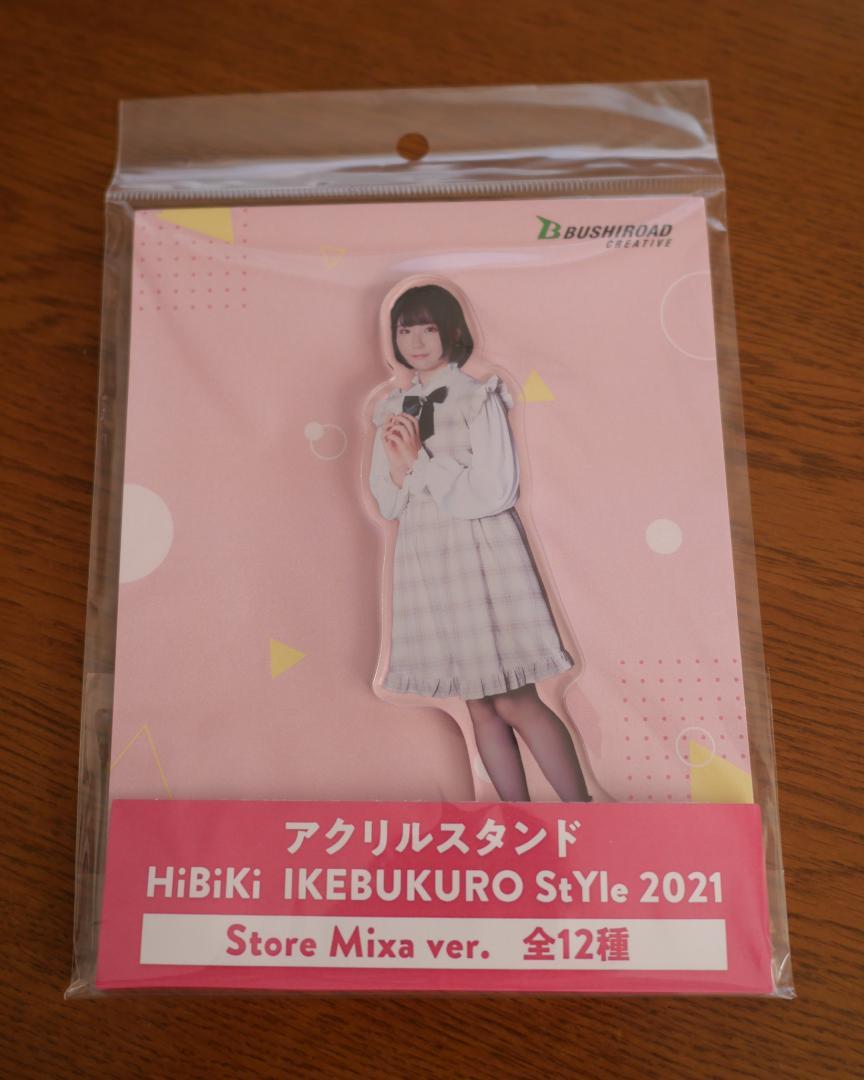 BUSHIROAD
CREATIVE
アクリルスタンド
HiBiKi IKEBUKURO StYle 2021
Store Mixa ver. 全12種